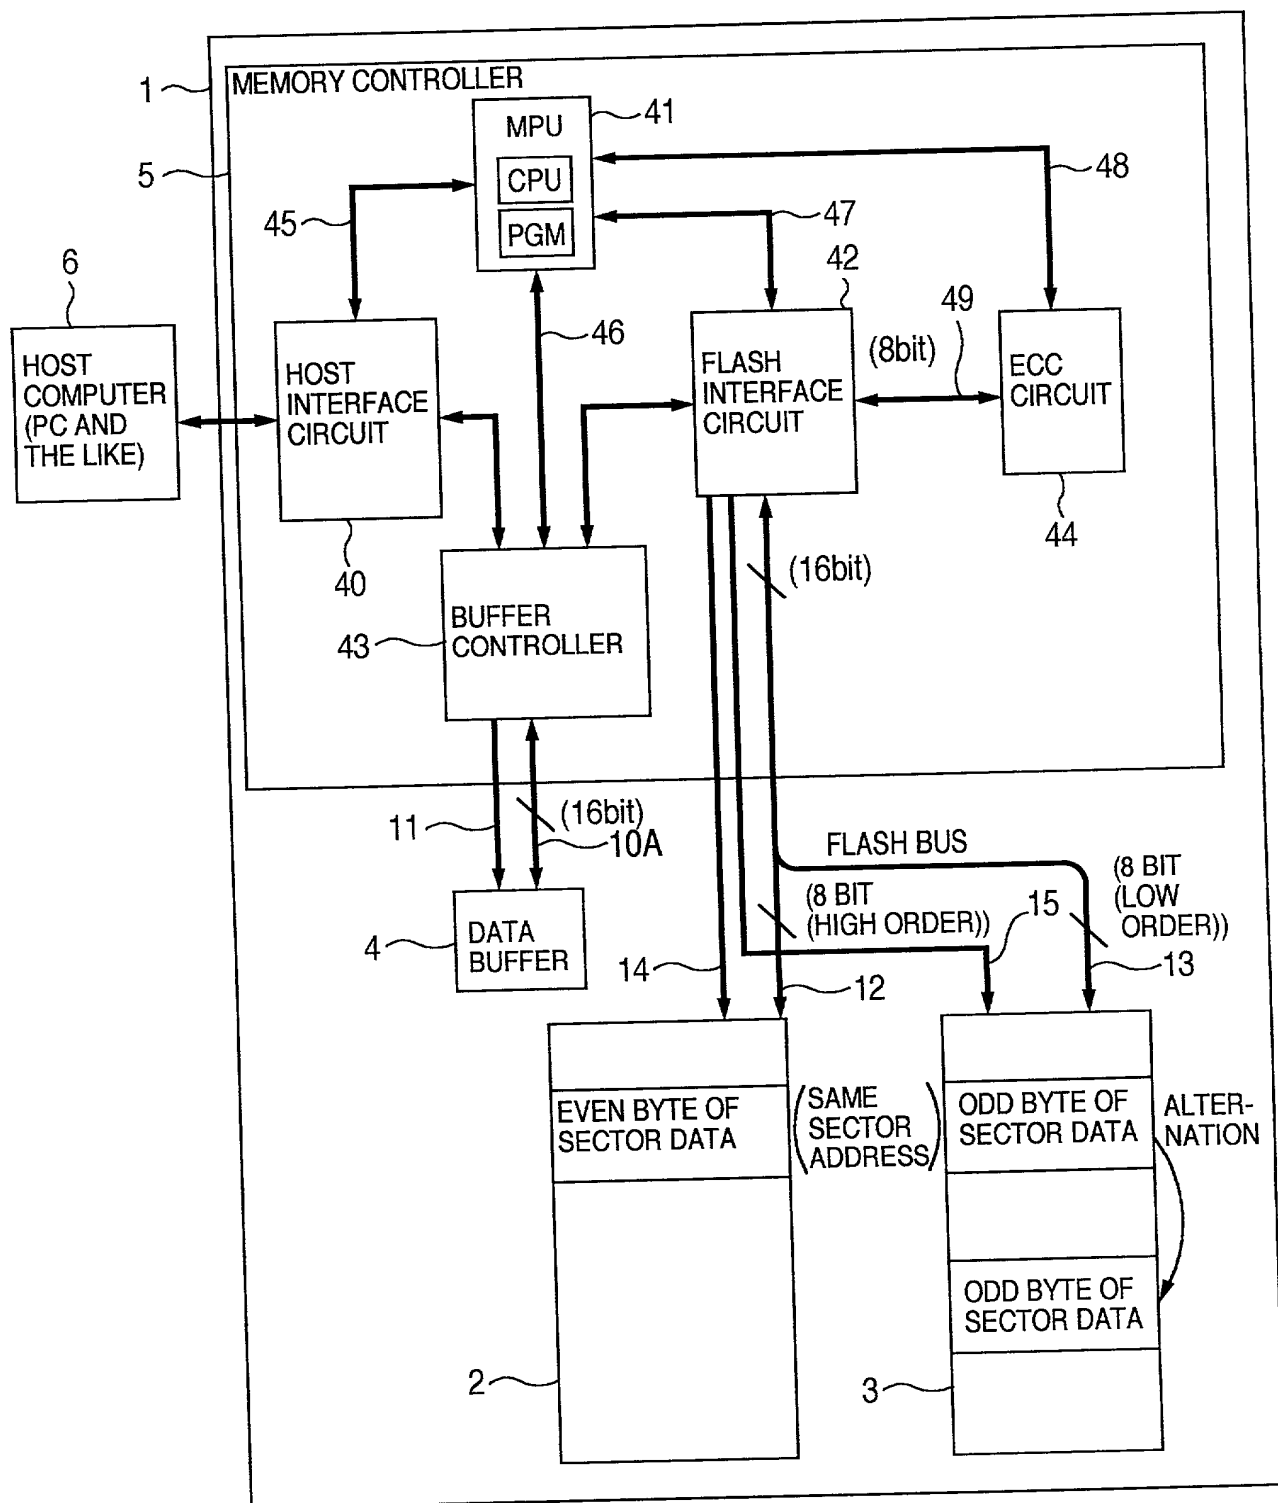 1
MEMORY CONTROLLER
5
MPU
41
CPU
PGM
45
48
47
6
42
49
46
HOST
COMPUTER
(PC AND
THE LIKE)
HOST
INTERFACE
CIRCUIT
FLASH
INTERFACE
CIRCUIT
(8bit)
ECC
CIRCUIT
40
44
(16bit)
43
BUFFER
CONTROLLER
11
(16bit)
10A
FLASH BUS
(8 BIT
(HIGH ORDER))
15
(8 BIT
(LOW
ORDER))
4
DATA
BUFFER
14
12
13
EVEN BYTE OF
SECTOR DATA
(SAME
SECTOR
ADDRESS)
ODD BYTE OF
SECTOR DATA
ALTER-
NATION
ODD BYTE OF
SECTOR DATA
2
3